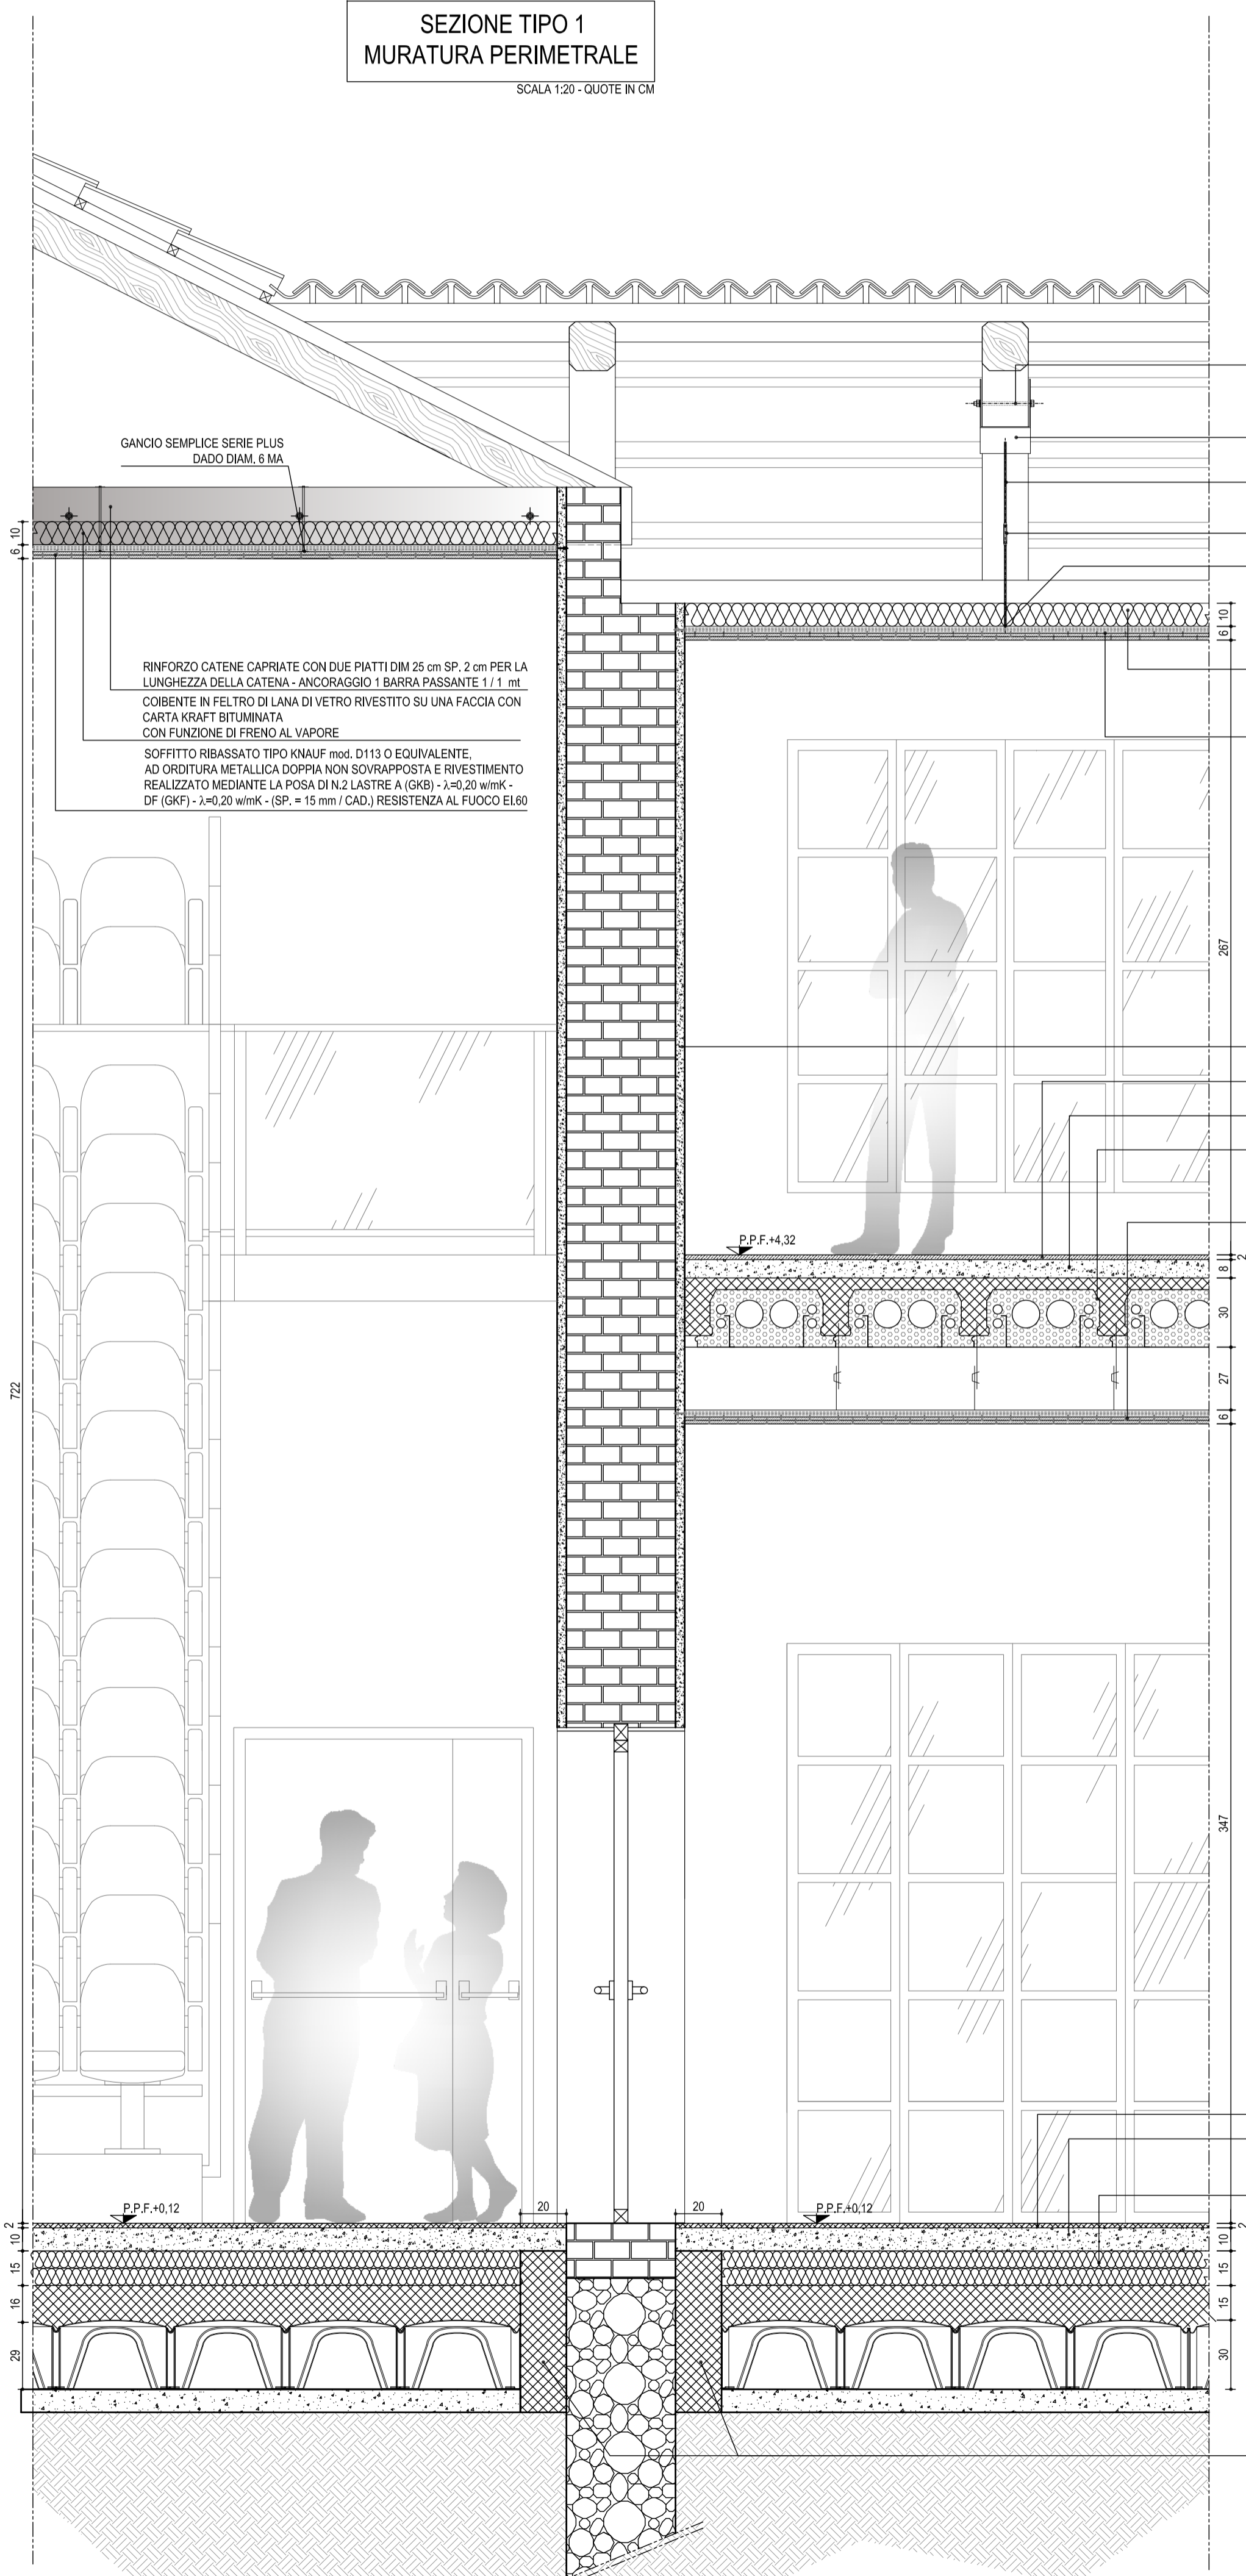 SEZIONE TIPO 1
MURATURA PERIMETRALE
SCALA 1:20 - QUOTE IN CM
GANCIO SEMPLICE SERIE PLUS
DADO DIAM. 6 MA
10
6
10
6
RINFORZO CATENE CAPRIATE CON DUE PIATTI DIM 25 cm SP. 2 cm PER LA
LUNGHEZZA DELLA CATENA - ANCORAGGIO 1 BARRA PASSANTE 1 / 1 mt
COIBENTE IN FELTRO DI LANA DI VETRO RIVESTITO SU UNA FACCIA CON
CARTA KRAFT BITUMINATA
CON FUNZIONE DI FRENO AL VAPORE
SOFFITTO RIBASSATO TIPO KNAUF mod. D113 O EQUIVALENTE,
AD ORDITURA METALLICA DOPPIA NON SOVRAPPOSTA E RIVESTIMENTO
REALIZZATO MEDIANTE LA POSA DI N.2 LASTRE A (GKB) - λ=0,20 w/mK -
DF (GKF) - λ=0,20 w/mK - (SP. = 15 mm / CAD.) RESISTENZA AL FUOCO EI.60
267
P.P.F.+4,32
2
8
30
27
6
722
347
P.P.F.+0,12
20
20
P.P.F.+0,12
2
10
15
16
29
2
10
15
15
30